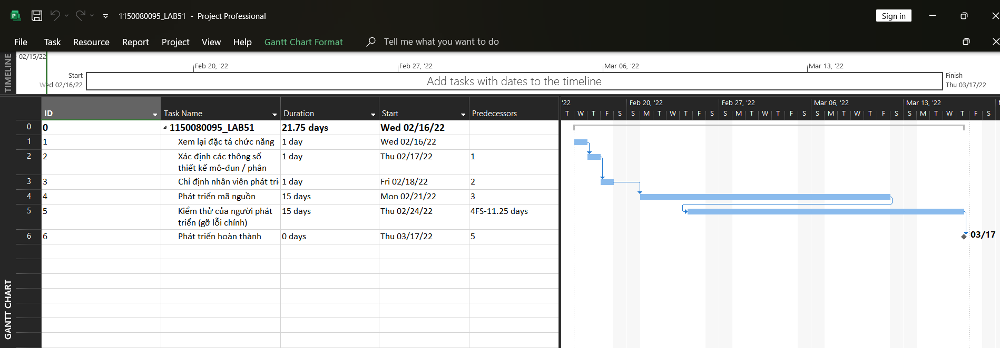 1150080095_LAB51 - Project Professional
Sign in
File Task Resource Report Project View Help Gantt Chart Format Tell me what you want to do
TIMELINE
02/15/22
Feb 20, '22 Feb 27, '22 Mar 06, '22 Mar 13, '22
Start
Wed 02/16/22
Add tasks with dates to the timeline
Finish
Thu 03/17/22
GANTT CHART
ID Task Name Duration Start Predecessors
'22 Feb 20, '22 Feb 27, '22 Mar 06, '22 Mar 13, '22
T W T F S S M T W T F S S M T W T F S S M T W T F S S M T W T F S
0 0 1150080095_LAB51 21.75 days Wed 02/16/22
1 1 Xem lại đặc tả chức năng 1 day Wed 02/16/22
2 2 Xác định các thông số 1 day Thu 02/17/22 1
thiết kế mô-đun / phân
3 3 Chỉ định nhân viên phát tri 1 day Fri 02/18/22 2
4 4 Phát triển mã nguồn 15 days Mon 02/21/22 3
5 5 Kiểm thử của người phát 15 days Thu 02/24/22 4FS-11.25 days
triển (gỡ lỗi chính)
6 6 Phát triển hoàn thành 0 days Thu 03/17/22 5
03/17